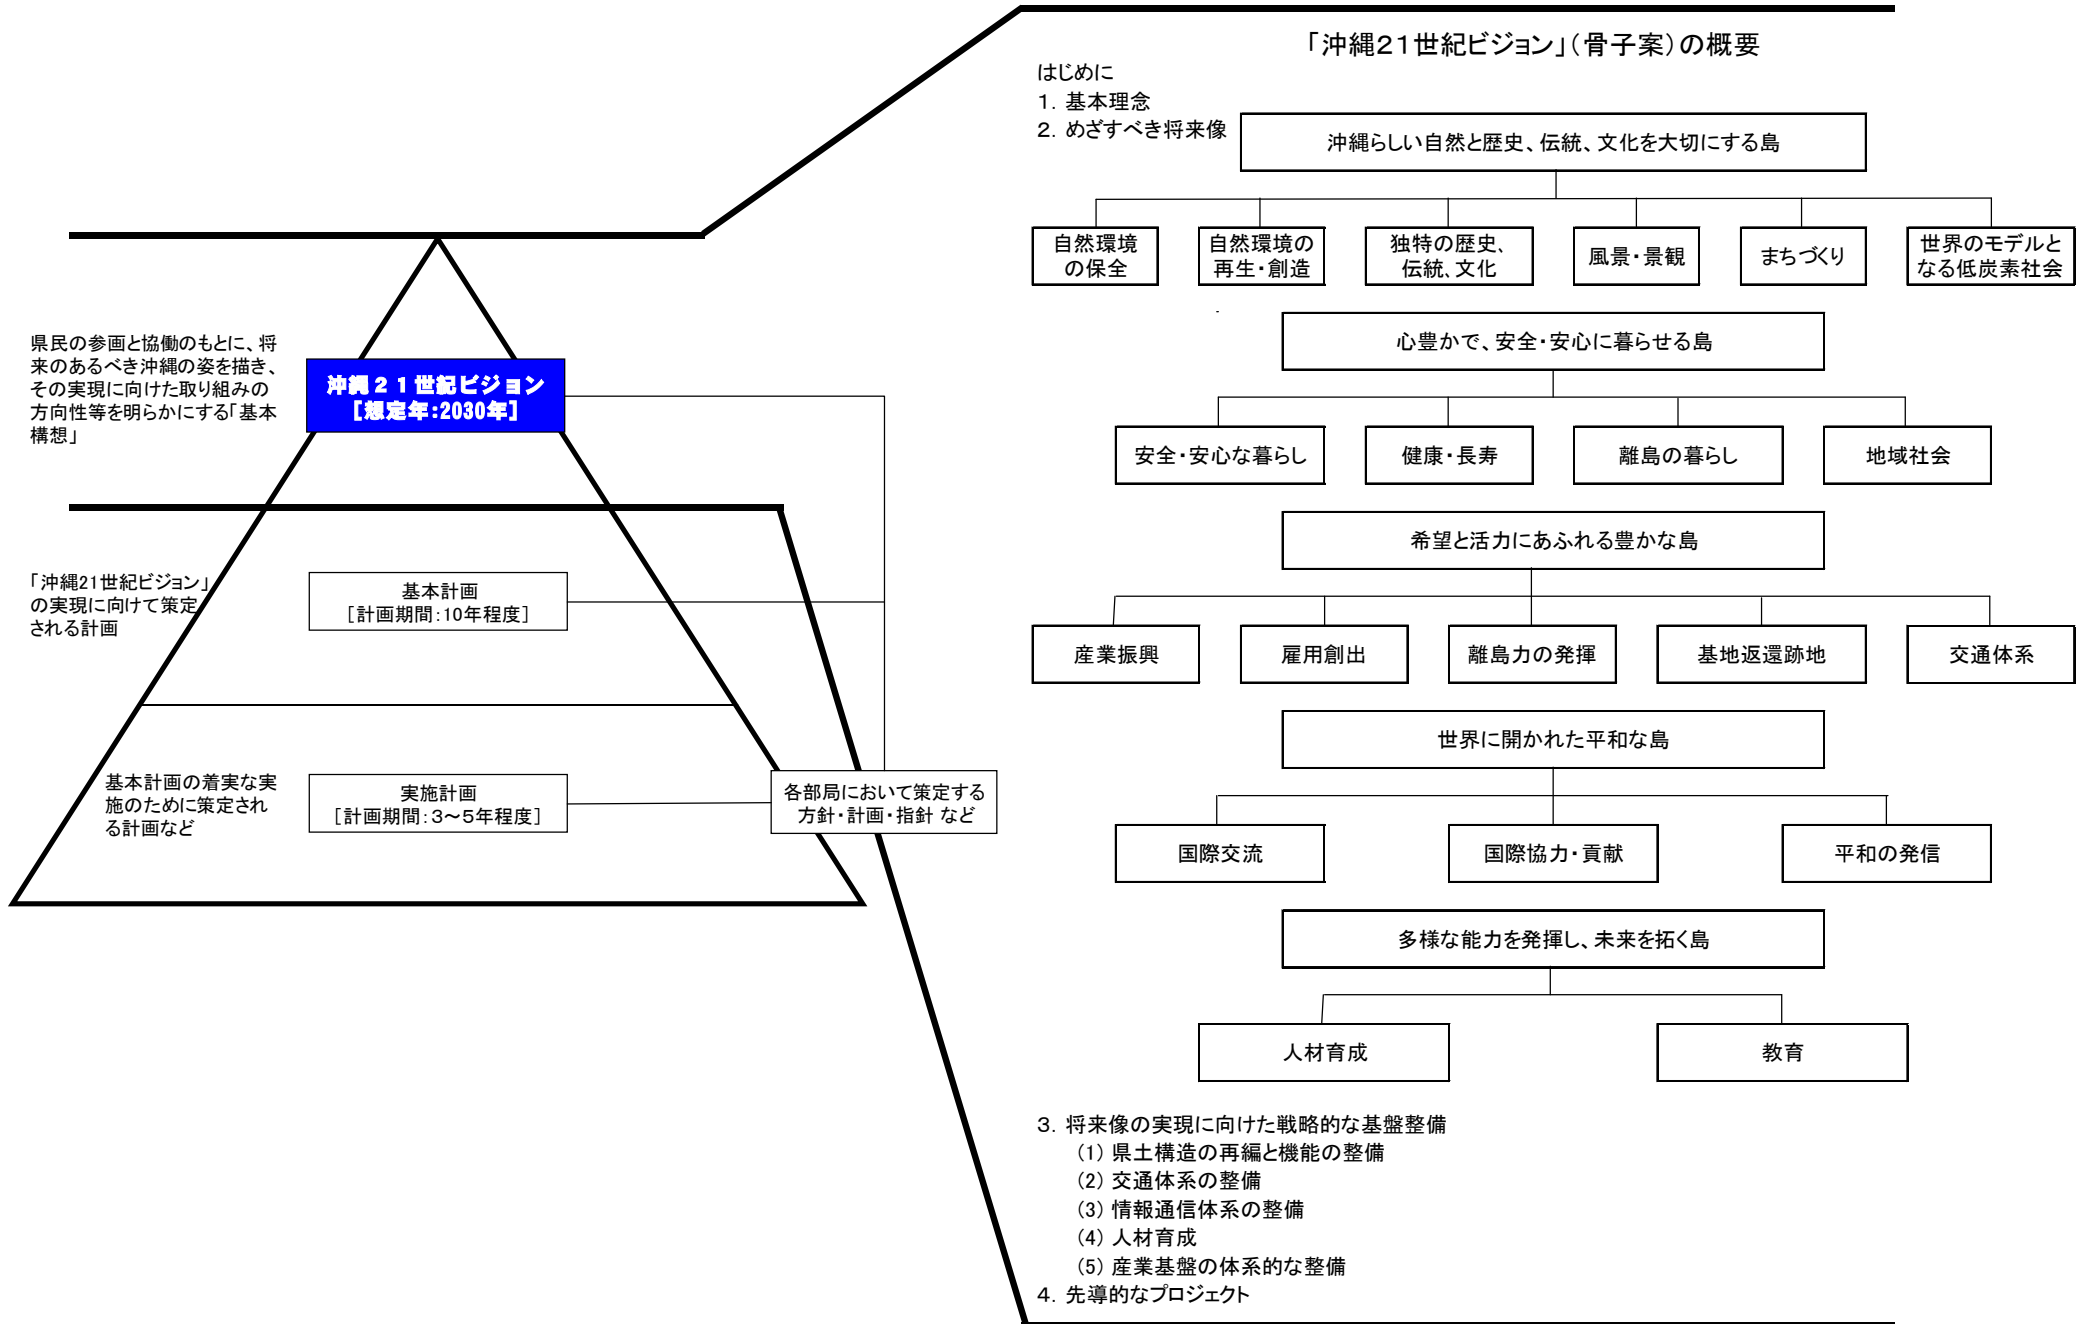 「沖縄21世紀ビジョン」（骨子案）の概要
はじめに
1．基本理念
2．めざすべき将来像
沖縄らしい自然と歴史、伝統、文化を大切にする島
自然環境
の保全
自然環境の
再生・創造
独特の歴史、
伝統、文化
風景・景観
まちづくり
世界のモデルと
なる低炭素社会
心豊かで、安全・安心に暮らせる島
安全・安心な暮らし
健康・長寿
離島の暮らし
地域社会
希望と活力にあふれる豊かな島
産業振興
雇用創出
離島力の発揮
基地返還跡地
交通体系
世界に開かれた平和な島
国際交流
国際協力・貢献
平和の発信
多様な能力を発揮し、未来を拓く島
人材育成
教育
3．将来像の実現に向けた戦略的な基盤整備
(1) 県土構造の再編と機能の整備
(2) 交通体系の整備
(3) 情報通信体系の整備
(4) 人材育成
(5) 産業基盤の体系的な整備
4．先導的なプロジェクト
県民の参画と協働のもとに、将
来のあるべき沖縄の姿を描き、
その実現に向けた取り組みの
方向性等を明らかにする「基本
構想」
沖縄２１世紀ビジョン
［想定年：2030年］
「沖縄21世紀ビジョン」
の実現に向けて策定
される計画
基本計画
［計画期間：10年程度］
基本計画の着実な実
施のために策定され
る計画など
実施計画
［計画期間：3～5年程度］
各部局において策定する
方針・計画・指針 など